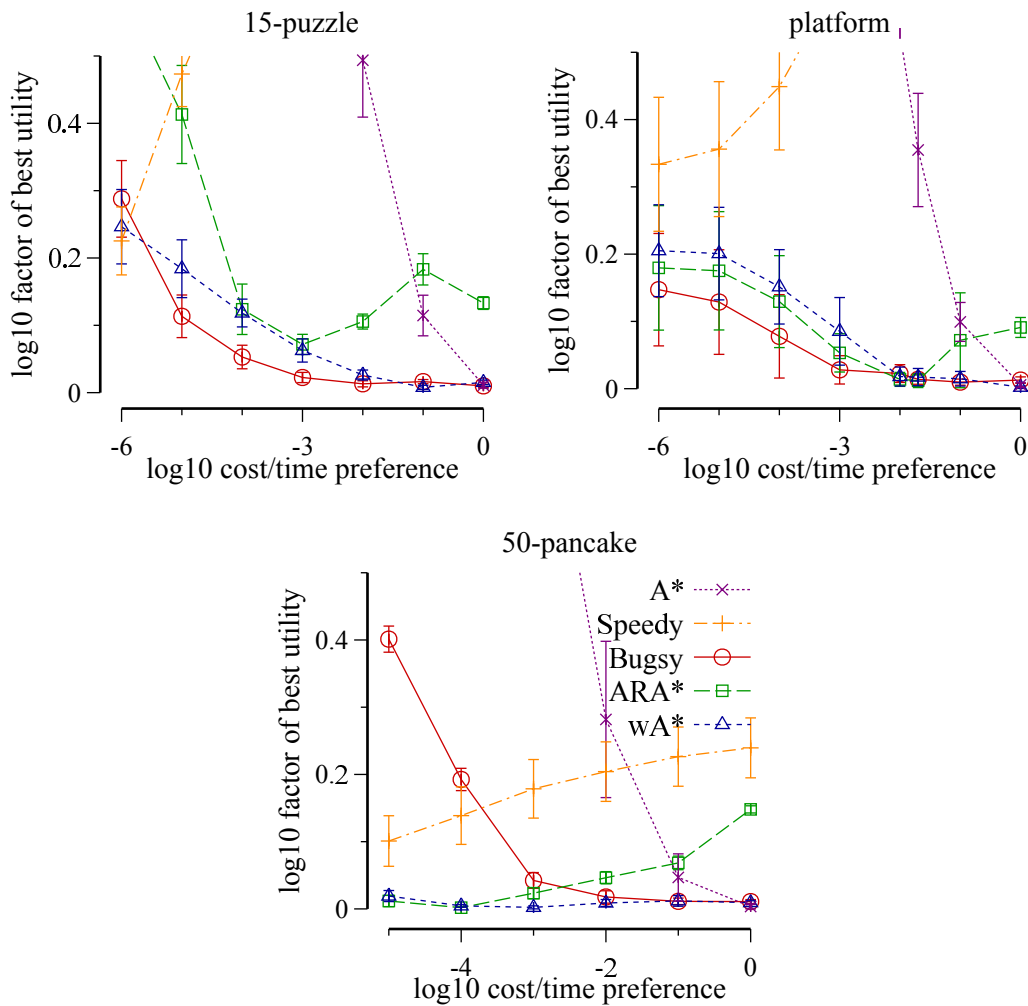 15-puzzle
log10 factor of best utility
0.4
0.2
0
-6
-3
0
log10 cost/time preference
platform
log10 factor of best utility
0.4
0.2
0
-6
-3
0
log10 cost/time preference
50-pancake
log10 factor of best utility
0.4
0.2
0
-4
-2
0
log10 cost/time preference
A*
Speedy
Bugsy
ARA*
wA*